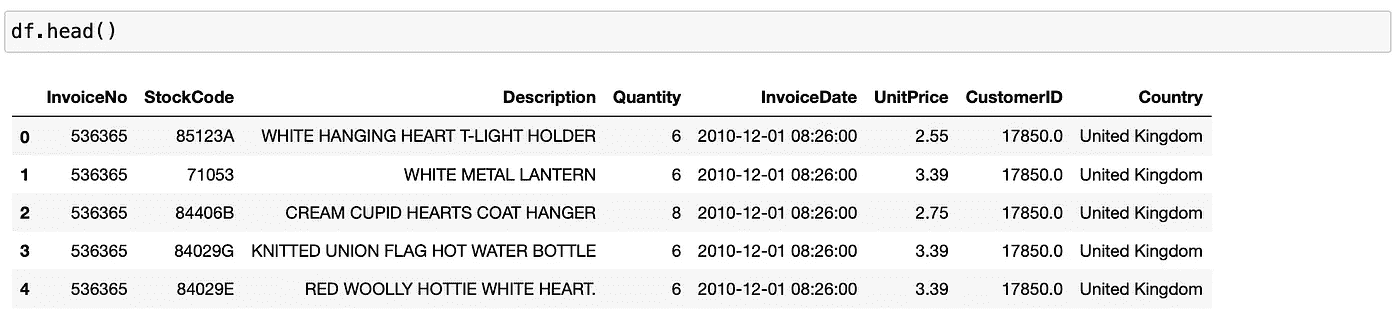 df.head()
InvoiceNo StockCode Description Quantity InvoiceDate UnitPrice CustomerID Country
0 536365 85123A WHITE HANGING HEART T-LIGHT HOLDER 6 2010-12-01 08:26:00 2.55 17850.0 United Kingdom
1 536365 71053 WHITE METAL LANTERN 6 2010-12-01 08:26:00 3.39 17850.0 United Kingdom
2 536365 84406B CREAM CUPID HEARTS COAT HANGER 8 2010-12-01 08:26:00 2.75 17850.0 United Kingdom
3 536365 84029G KNITTED UNION FLAG HOT WATER BOTTLE 6 2010-12-01 08:26:00 3.39 17850.0 United Kingdom
4 536365 84029E RED WOOLLY HOTTIE WHITE HEART. 6 2010-12-01 08:26:00 3.39 17850.0 United Kingdom